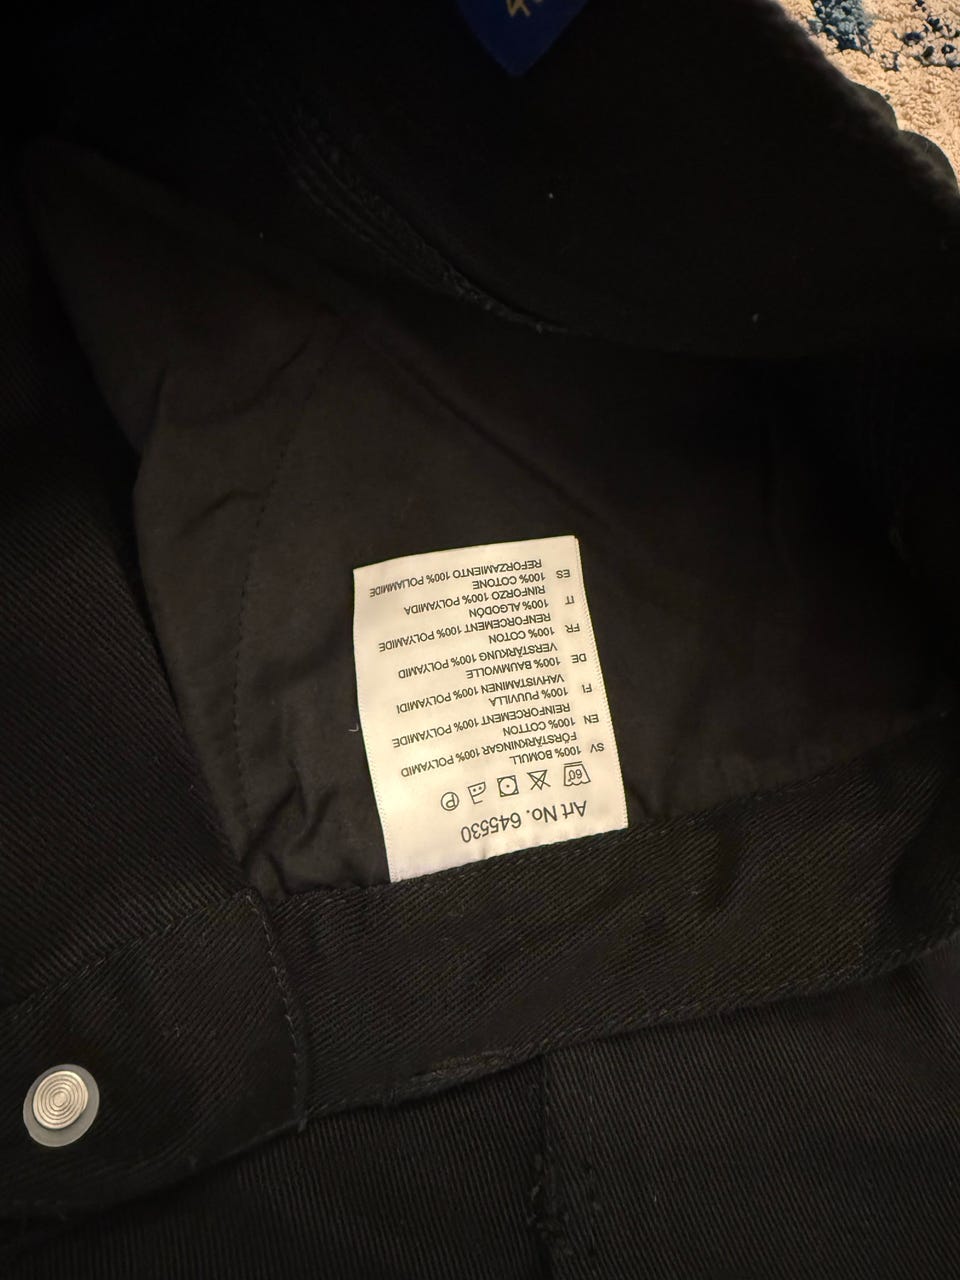 Art No. 645530
60° P
SV 100% BOMULL
FÖRSTÄRKNINGAR 100% POLYAMID
EN 100% COTTON
REINFORCEMENT 100% POLYAMIDE
FI 100% PUUVILLA
VAHVISTAMINEN 100% POLYAMIDI
DE 100% BAUMWOLLE
VERSTÄRKUNG 100% POLYAMID
FR 100% COTON
RENFORCEMENT 100% POLYAMIDE
IT 100% ALGODÓN
RINFORZO 100% POLYAMIDA
ES 100% COTONE
REFORZAMIENTO 100% POLIAMIDE